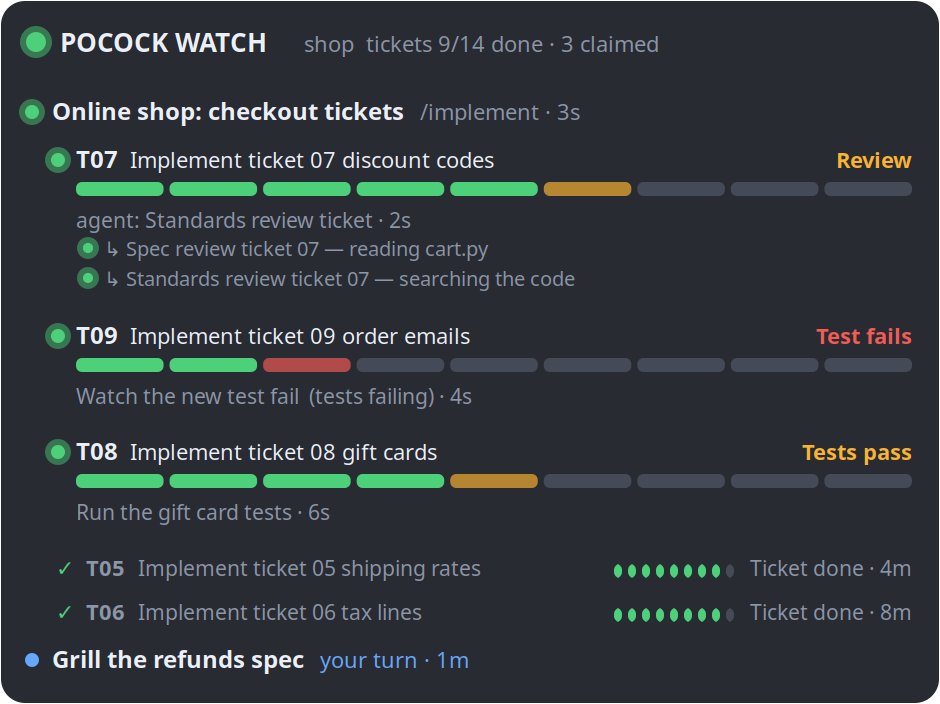 POCOCK WATCH shop tickets 9/14 done · 3 claimed
Online shop: checkout tickets /implement · 3s
T07 Implement ticket 07 discount codes Review
agent: Standards review ticket · 2s
↳ Spec review ticket 07 — reading cart.py
↳ Standards review ticket 07 — searching the code
T09 Implement ticket 09 order emails Test fails
Watch the new test fail (tests failing) · 4s
T08 Implement ticket 08 gift cards Tests pass
Run the gift card tests · 6s
✓ T05 Implement ticket 05 shipping rates Ticket done · 4m
✓ T06 Implement ticket 06 tax lines Ticket done · 8m
Grill the refunds spec your turn · 1m